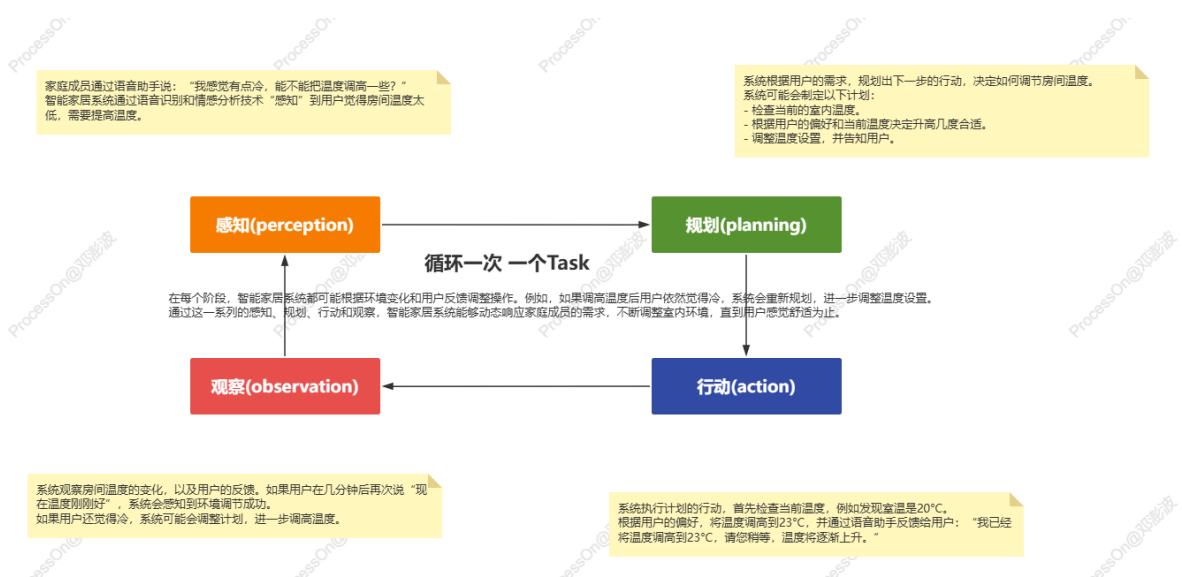 家庭成员通过语音助手说：“我感觉有点冷，能不能把温度调高一些？”
智能家居系统通过语音识别和情感分析技术“感知”到用户觉得房间温度太
低，需要提高温度。
系统根据用户的需求，规划出下一步的行动，决定如何调节房间温度。
系统可能会制定以下计划：
- 检查当前的室内温度。
- 根据用户的偏好和当前温度决定升高几度合适。
- 调整温度设置，并告知用户。
感知(perception)
规划(planning)
循环一次 一个Task
在每个阶段，智能家居系统都可能根据环境变化和用户反馈调整操作。例如，如果调高温度后用户依然觉得冷，系统会重新规划，进一步调整温度设置。
通过这一系列的感知、规划、行动和观察，智能家居系统能够动态响应家庭成员的需求，不断调整室内环境，直到用户感觉舒适为止。
观察(observation)
行动(action)
系统观察房间温度的变化，以及用户的反馈。如果用户在几分钟后再次说“现
在温度刚刚好”，系统会感知到环境调节成功。
如果用户还觉得冷，系统可能会调整计划，进一步调高温度。
系统执行计划的行动，首先检查当前温度，例如发现室温是20°C。
根据用户的偏好，将温度调高到23°C，并通过语音助手反馈给用户：“我已经
将温度调高到23°C，请您稍等，温度将逐渐上升。”
ProcessOn@邓澎波
ProcessOn@邓澎波
ProcessOn@邓澎波
ProcessOn@邓澎波